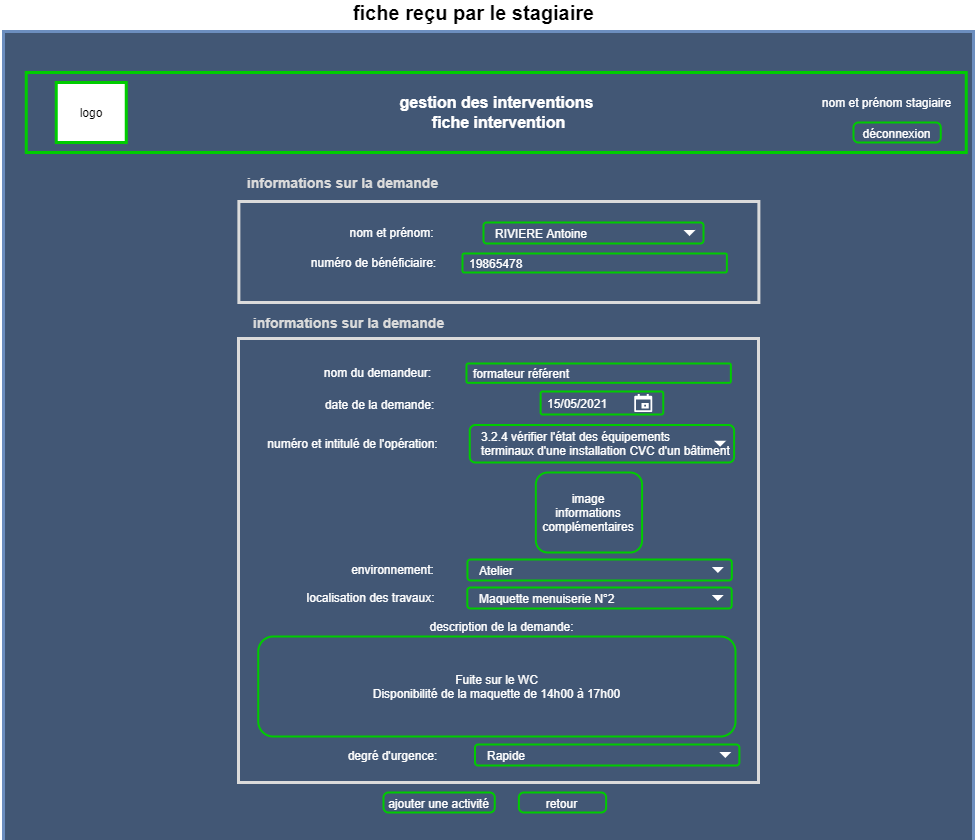 fiche reçu par le stagiaire
logo
gestion des interventions
fiche intervention
nom et prénom stagiaire
déconnexion
informations sur la demande
nom et prénom:
RIVIERE Antoine
numéro de bénéficiaire:
19865478
informations sur la demande
nom du demandeur:
formateur référent
date de la demande:
15/05/2021
numéro et intitulé de l'opération:
3.2.4 vérifier l'état des équipements
terminaux d'une installation CVC d'un bâtiment
image
informations
complémentaires
environnement:
Atelier
localisation des travaux:
Maquette menuiserie N°2
description de la demande:
Fuite sur le WC
Disponibilité de la maquette de 14h00 à 17h00
degré d'urgence:
Rapide
ajouter une activité
retour